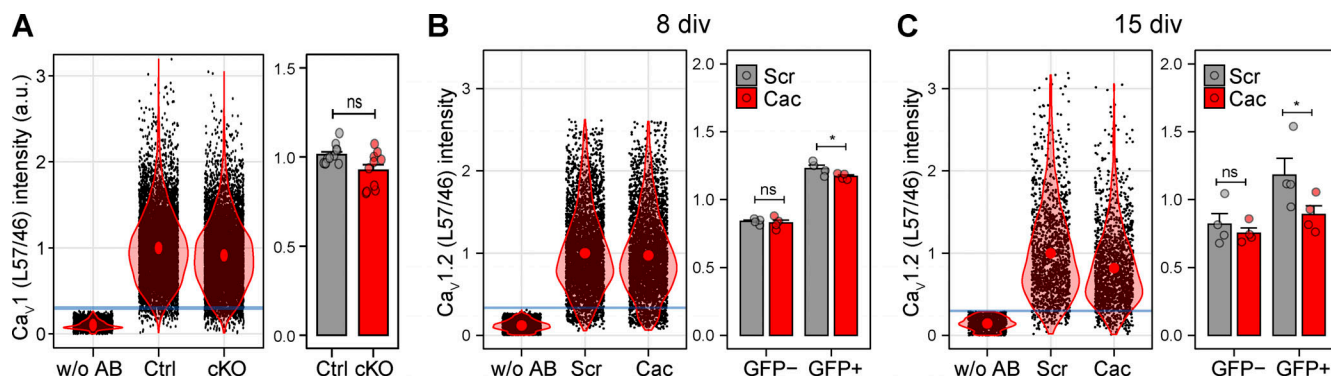 A
Ca_V1 (L57/46) intensity (a.u.)
3
2
1
0
w/o AB Ctrl cKO
1.5
1.0
0.5
0.0
ns
Ctrl cKO
B
8 div
Ca_V1.2 (L57/46) intensity
3
2
1
0
w/o AB Scr Cac
2.0
1.5
1.0
0.5
0.0
Scr
Cac
ns
*
GFP− GFP+
C
15 div
Ca_V1.2 (L57/46) intensity
3
2
1
0
w/o AB Scr Cac
2.0
1.5
1.0
0.5
0.0
Scr
Cac
ns
*
GFP− GFP+